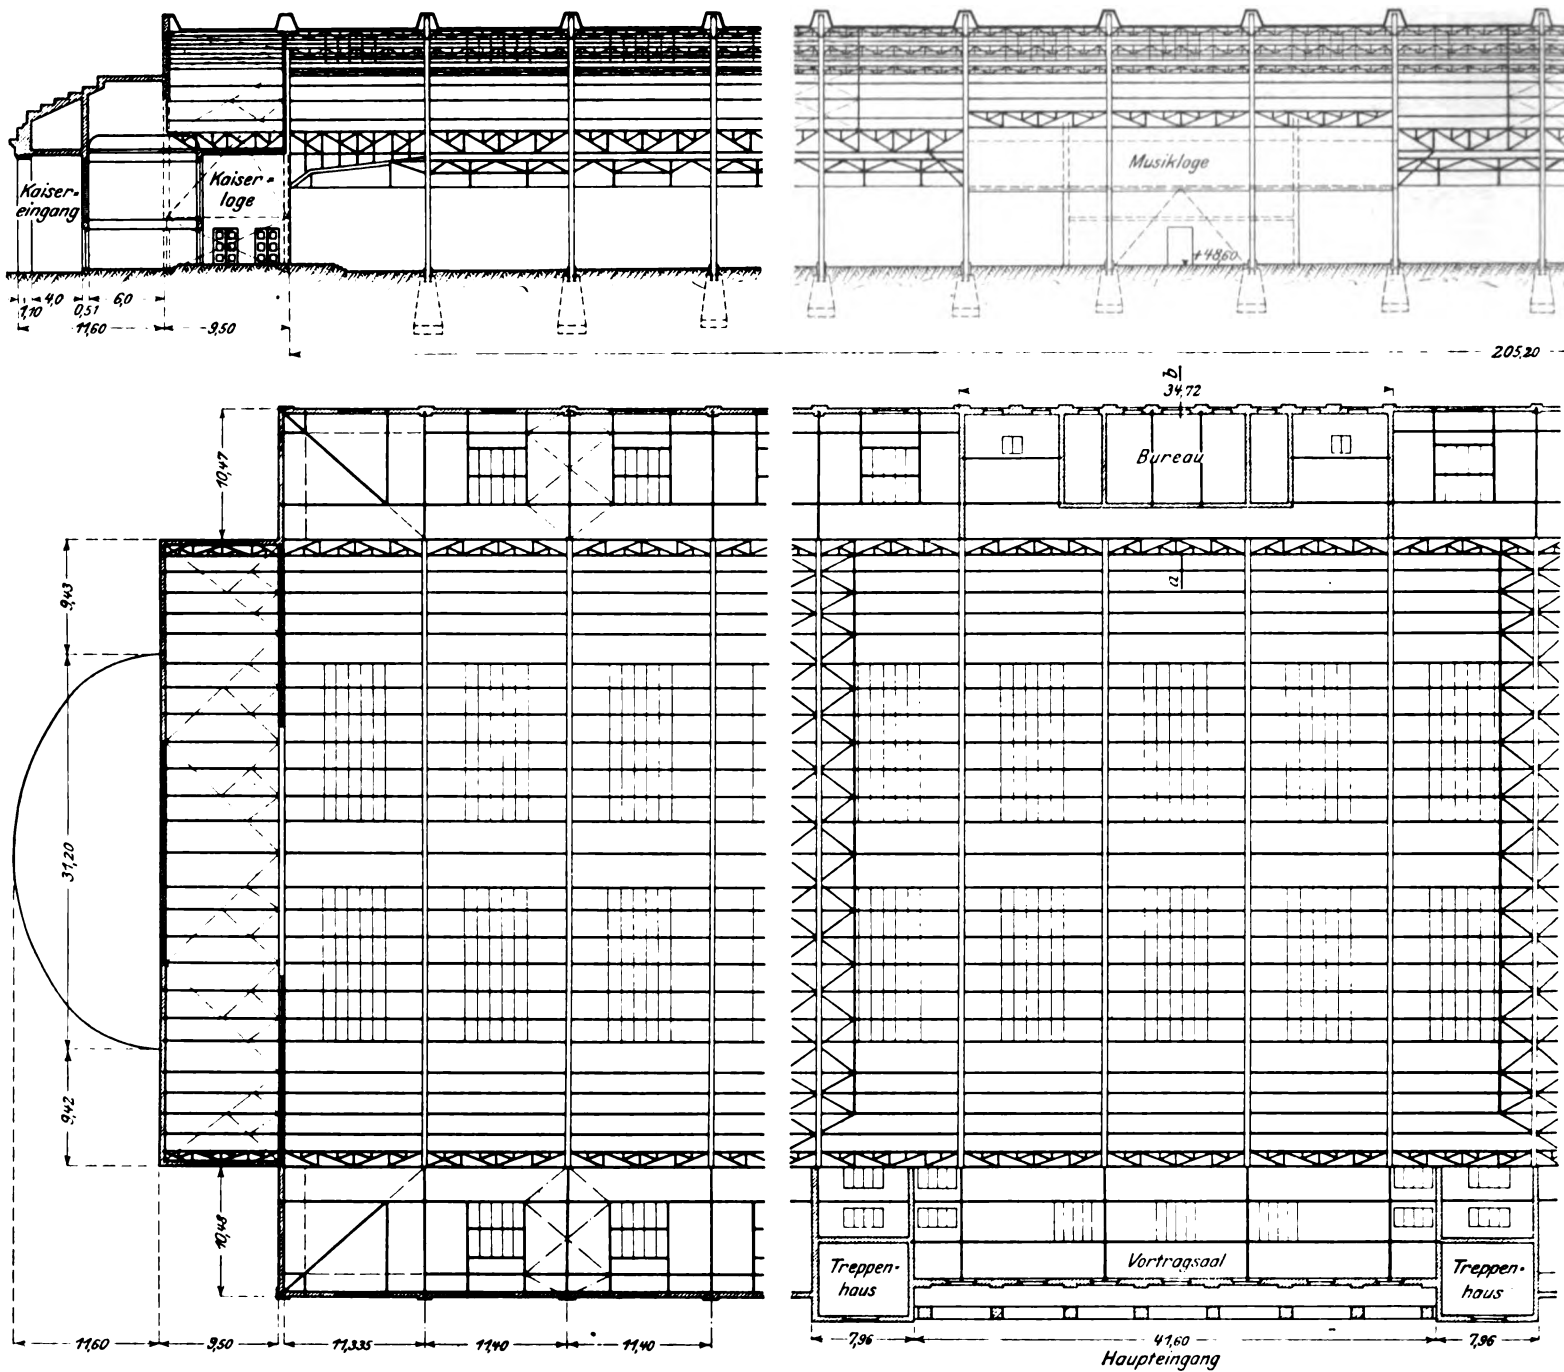 Kaiser-
eingang
Kaiser-
loge
Musikloge
+48,60
1,10
4,0
0,51
6,0
11,60
9,50
205,20
b
34,72
10,47
Bureau
a
9,43
31,20
9,42
10,48
Treppen-
haus
Vortragsaal
Treppen-
haus
11,60
9,50
11,335
11,40
11,40
7,96
41,60
7,96
Haupteingang